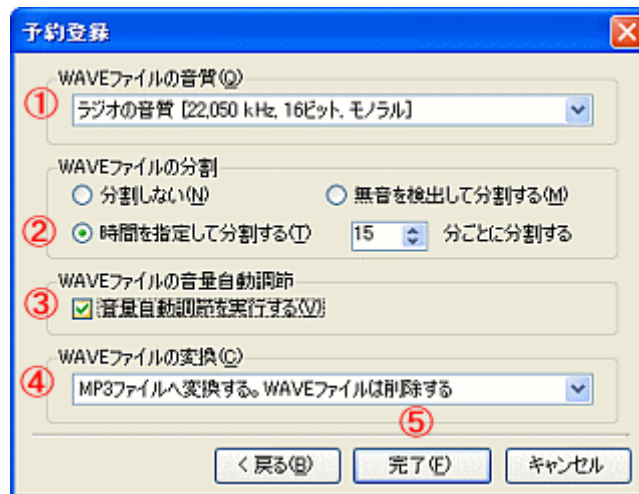 予約登録
WAVEファイルの音質(Q)
① ラジオの音質 [22,050 kHz, 16ビット, モノラル]
WAVEファイルの分割
分割しない(N) 無音を検出して分割する(M)
② 時間を指定して分割する(T) 15 分ごとに分割する
WAVEファイルの音量自動調節
③ 音量自動調節を実行する(V)
WAVEファイルの変換(C)
④ MP3ファイルへ変換する。WAVEファイルは削除する
⑤
< 戻る(B) 完了(F) キャンセル